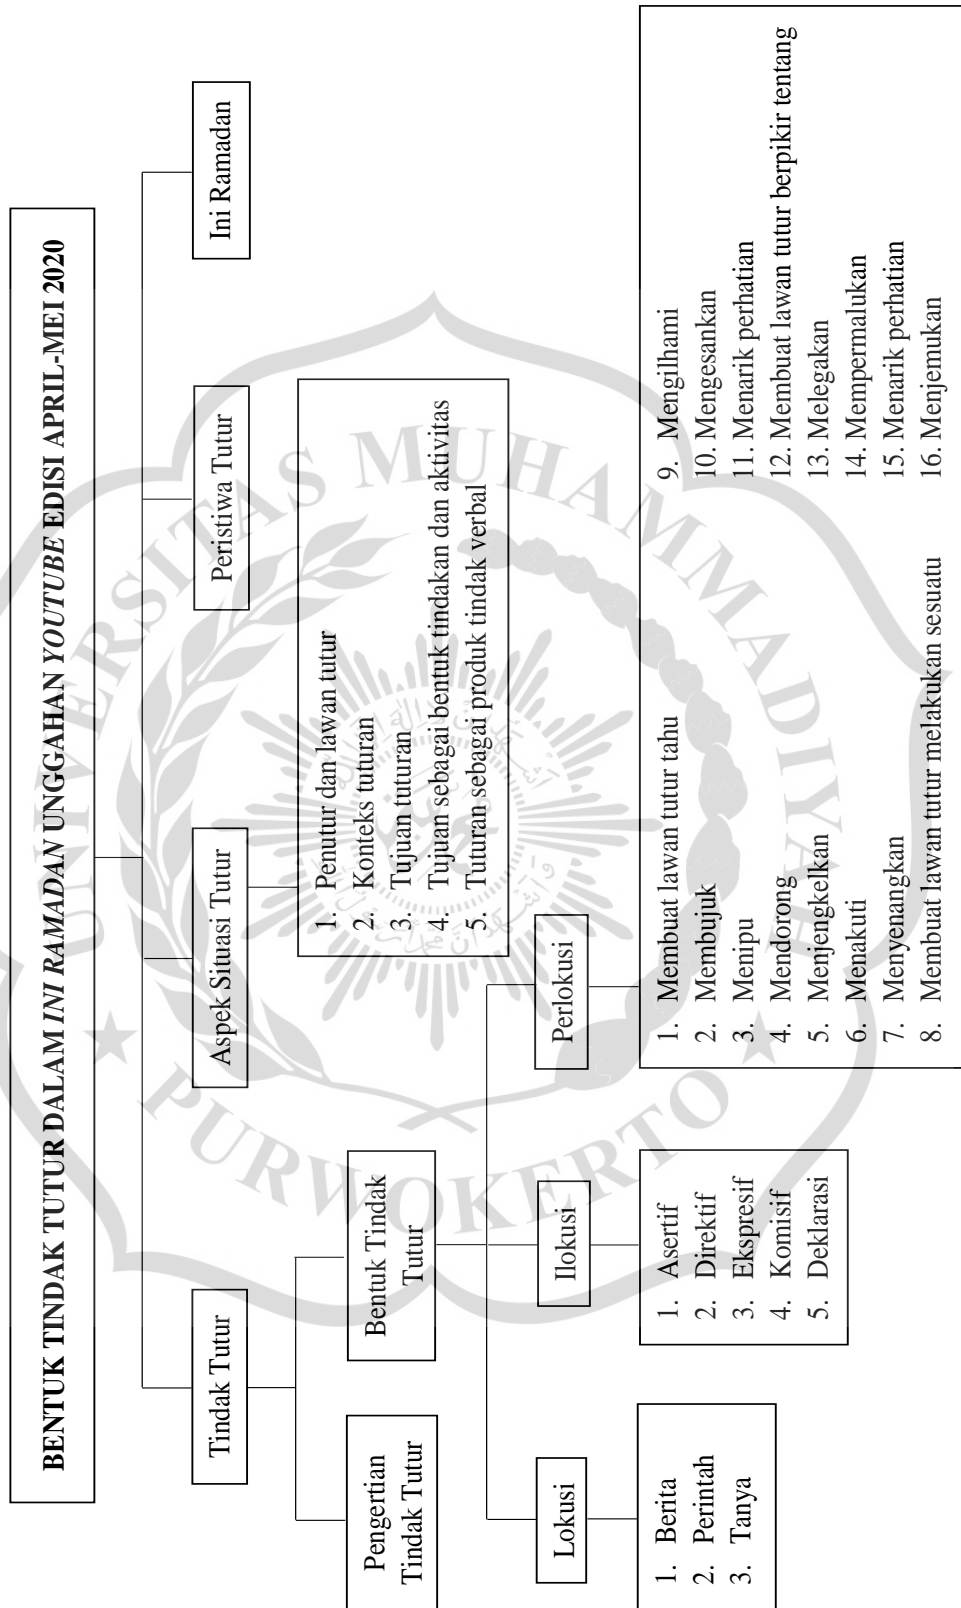 BENTUK TINDAK TUTUR DALAM INI RAMADAN UNGGAHAN YOUTUBE EDISI APRIL-MEI 2020
Tindak Tutur
Aspek Situasi Tutur
Peristiwa Tutur
Ini Ramadan
Pengertian
Tindak Tutur
Bentuk Tindak
Tutur
1. Penutur dan lawan tutur
2. Konteks tuturan
3. Tujuan tuturan
4. Tujuan sebagai bentuk tindakan dan aktivitas
5. Tuturan sebagai produk tindak verbal
Lokusi
Ilokusi
Perlokusi
1. Berita
2. Perintah
3. Tanya
1. Asertif
2. Direktif
3. Ekspresif
4. Komisif
5. Deklarasi
1. Membuat lawan tutur tahu
2. Membujuk
3. Menipu
4. Mendorong
5. Menjengkelkan
6. Menakuti
7. Menyenangkan
8. Membuat lawan tutur melakukan sesuatu
9. Mengilhami
10. Mengesankan
11. Menarik perhatian
12. Membuat lawan tutur berpikir tentang
13. Melegakan
14. Mempermalukan
15. Menarik perhatian
16. Menjemukan
UNIVERSITAS MUHAMMADIYAH
PURWOKERTO